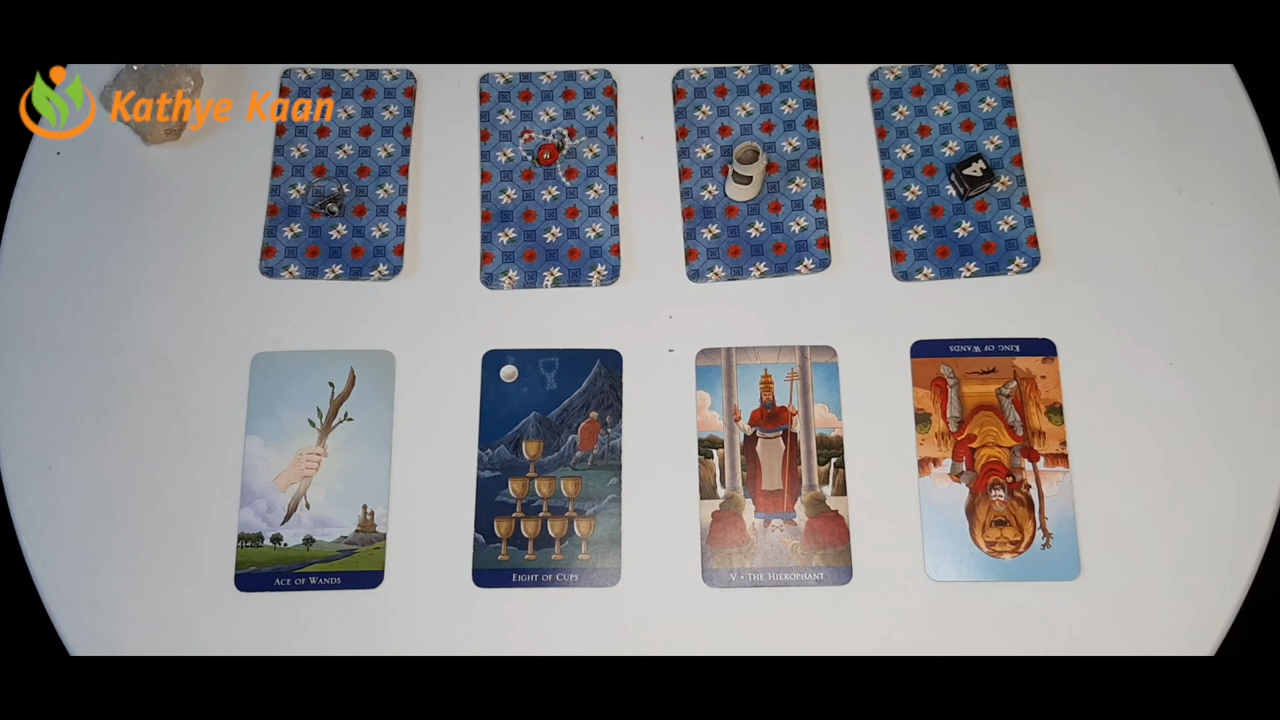 Kathye Kaan
4
KING OF WANDS
ACE OF WANDS
EIGHT OF CUPS
V • THE HIEROPHANT